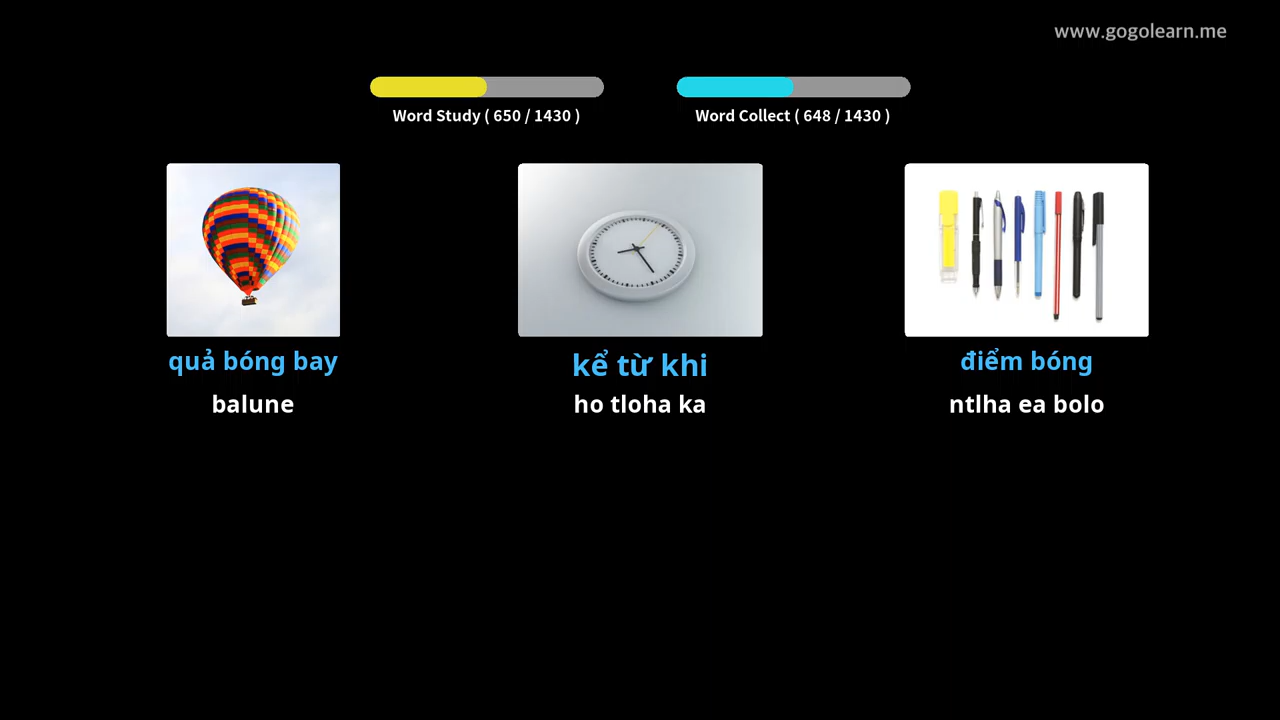 www.gogolearn.me
Word Study ( 650 / 1430 )
Word Collect ( 648 / 1430 )
quả bóng bay
balune
kể từ khi
ho tloha ka
điểm bóng
ntlha ea bolo